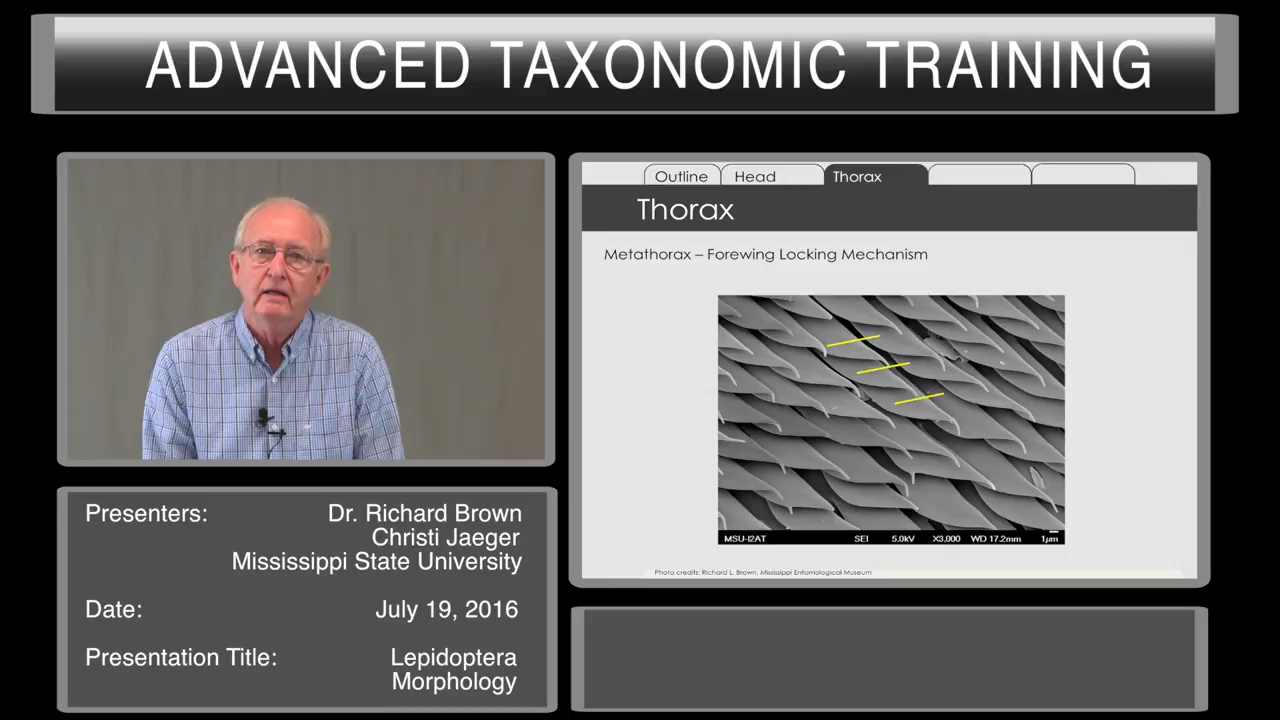 ADVANCED TAXONOMIC TRAINING
Outline
Head
Thorax
Thorax
Metathorax – Forewing Locking Mechanism
MSU-I2AT SEI 5.0kV X3,000 WD 17.2mm 1µm
Photo credits: Richard L. Brown, Mississippi Entomological Museum
Presenters: Dr. Richard Brown
Christi Jaeger
Mississippi State University
Date: July 19, 2016
Presentation Title: Lepidoptera
Morphology